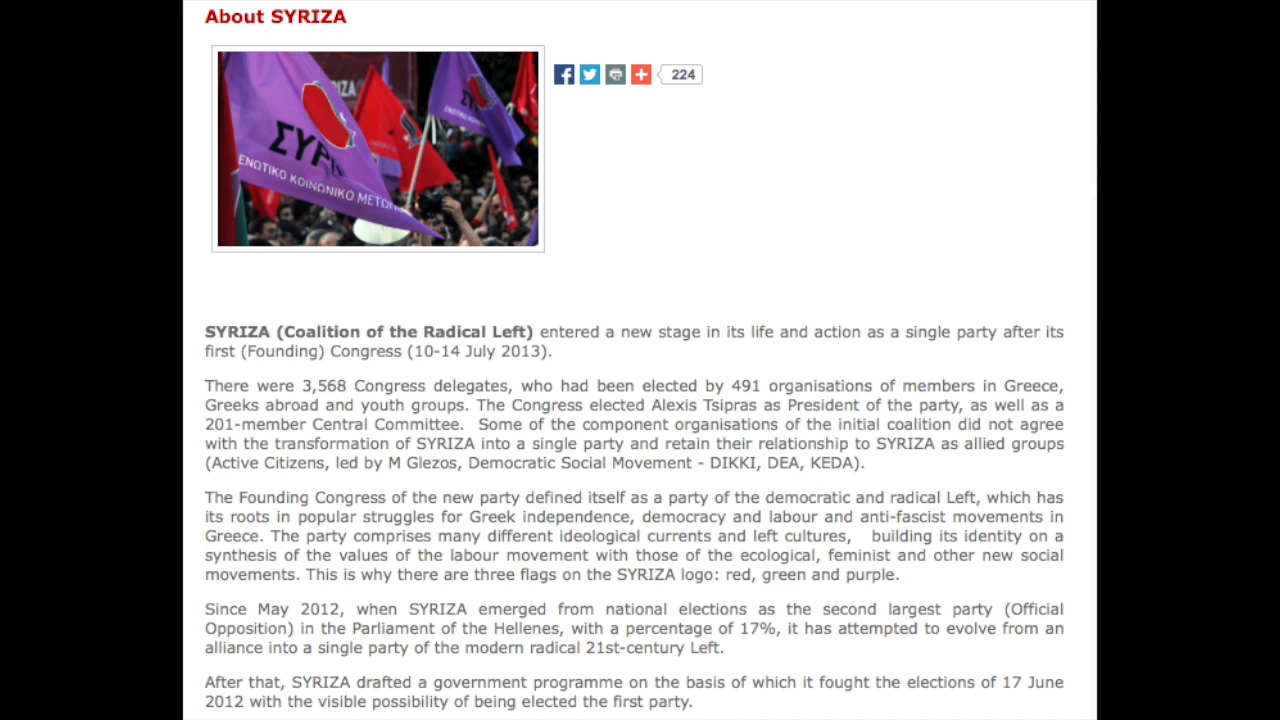 About SYRIZA
224
ΣΥΡ
ΕΝΩΤΙΚΟ ΚΟΙΝΩΝΙΚΟ ΜΕΤΩΠΟ
SYRIZA (Coalition of the Radical Left) entered a new stage in its life and action as a single party after its
first (Founding) Congress (10-14 July 2013).
There were 3,568 Congress delegates, who had been elected by 491 organisations of members in Greece,
Greeks abroad and youth groups. The Congress elected Alexis Tsipras as President of the party, as well as a
201-member Central Committee. Some of the component organisations of the initial coalition did not agree
with the transformation of SYRIZA into a single party and retain their relationship to SYRIZA as allied groups
(Active Citizens, led by M Glezos, Democratic Social Movement - DIKKI, DEA, KEDA).
The Founding Congress of the new party defined itself as a party of the democratic and radical Left, which has
its roots in popular struggles for Greek independence, democracy and labour and anti-fascist movements in
Greece. The party comprises many different ideological currents and left cultures, building its identity on a
synthesis of the values of the labour movement with those of the ecological, feminist and other new social
movements. This is why there are three flags on the SYRIZA logo: red, green and purple.
Since May 2012, when SYRIZA emerged from national elections as the second largest party (Official
Opposition) in the Parliament of the Hellenes, with a percentage of 17%, it has attempted to evolve from an
alliance into a single party of the modern radical 21st-century Left.
After that, SYRIZA drafted a government programme on the basis of which it fought the elections of 17 June
2012 with the visible possibility of being elected the first party.